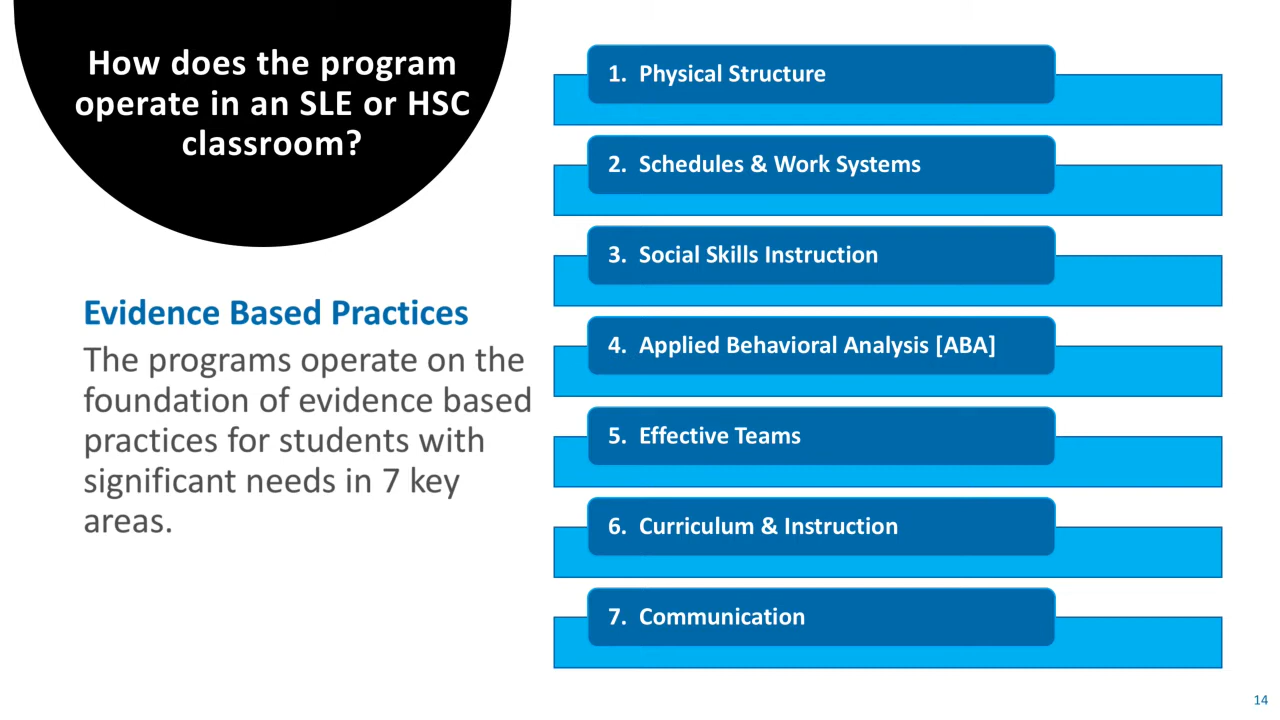 How does the program
operate in an SLE or HSC
classroom?
Evidence Based Practices
The programs operate on the
foundation of evidence based
practices for students with
significant needs in 7 key
areas.
1. Physical Structure
2. Schedules & Work Systems
3. Social Skills Instruction
4. Applied Behavioral Analysis [ABA]
5. Effective Teams
6. Curriculum & Instruction
7. Communication
14